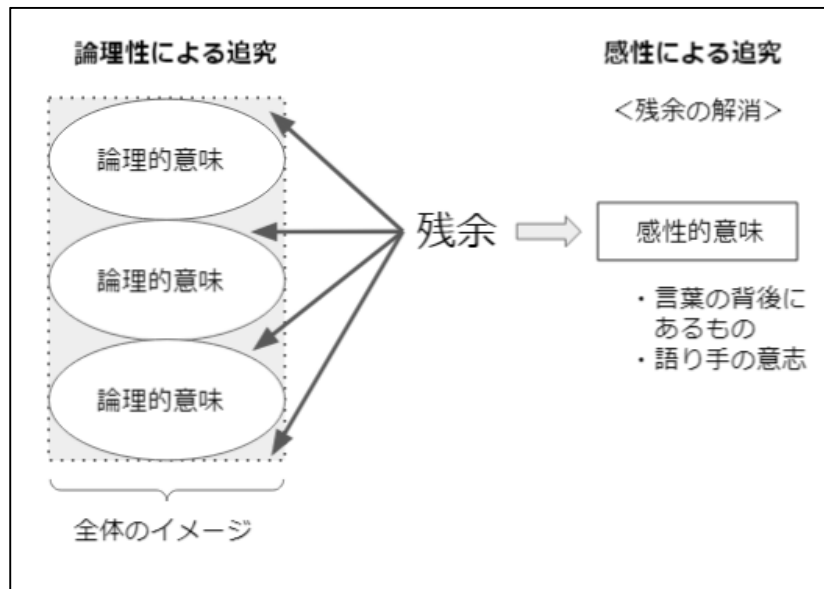 論理性による追究
感性による追究
<残余の解消>
論理的意味
論理的意味
論理的意味
残余
感性的意味
・言葉の背後に
あるもの
・語り手の意志
全体のイメージ